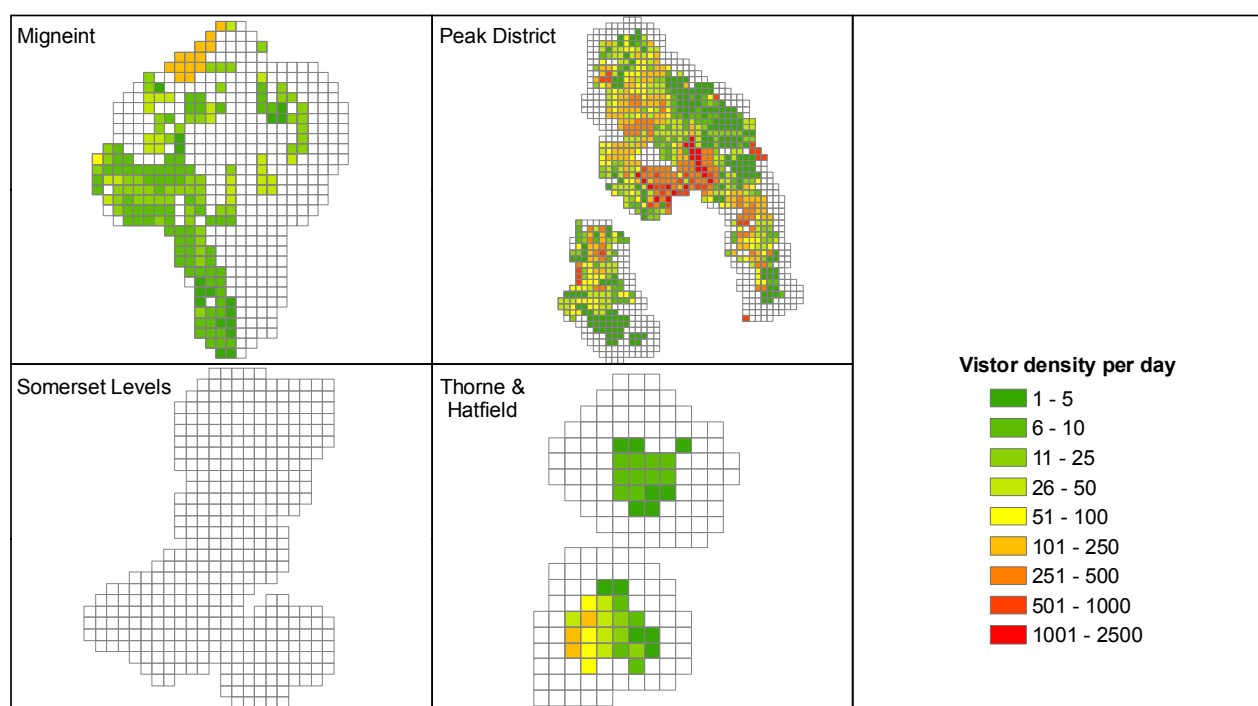 Migneint
Peak District
Somerset Levels
Thorne &
Hatfield
Vistor density per day
1 - 5
6 - 10
11 - 25
26 - 50
51 - 100
101 - 250
251 - 500
501 - 1000
1001 - 2500